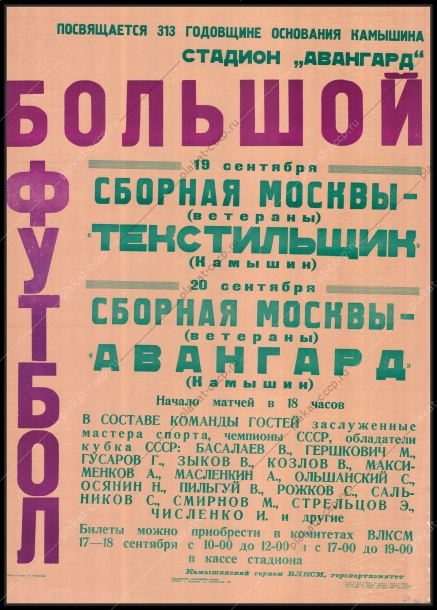 ПОСВЯЩАЕТСЯ 313 ГОДОВЩИНЕ ОСНОВАНИЯ КАМЫШИНА
СТАДИОН „АВАНГАРД“
БОЛЬШОЙ
ФУТБОЛ
19 сентября
СБОРНАЯ МОСКВЫ—
(ветераны)
«ТЕКСТИЛЬЩИК»
(Камышин)
20 сентября
СБОРНАЯ МОСКВЫ—
(ветераны)
«АВАНГАРД»
(Камышин)
Начало матчей в 18 часов
В СОСТАВЕ КОМАНДЫ ГОСТЕЙ заслуженные
мастера спорта, чемпионы СССР, обладатели
кубка СССР: БАСАЛАЕВ В., ГЕРШКОВИЧ М.,
ГУСАРОВ Г., ЗЫКОВ В., КОЗЛОВ В., МАКСИ-
МЕНКОВ А., МАСЛЕНКИН А., ОЛЬШАНСКИЙ С.,
ОСЯНИН Н., ПИЛЬГУЙ В., РОЖКОВ С., САЛЬ-
НИКОВ С., СМИРНОВ М., СТРЕЛЬЦОВ Э.,
ЧИСЛЕНКО И. и другие
Билеты можно приобрести в комитетах ВЛКСМ
17—18 сентября с 10-00 до 12-00 и с 17-00 до 19-00
в кассе стадиона
Камышинский горком ВЛКСМ, горспорткомитет
plakat-cccp.ru